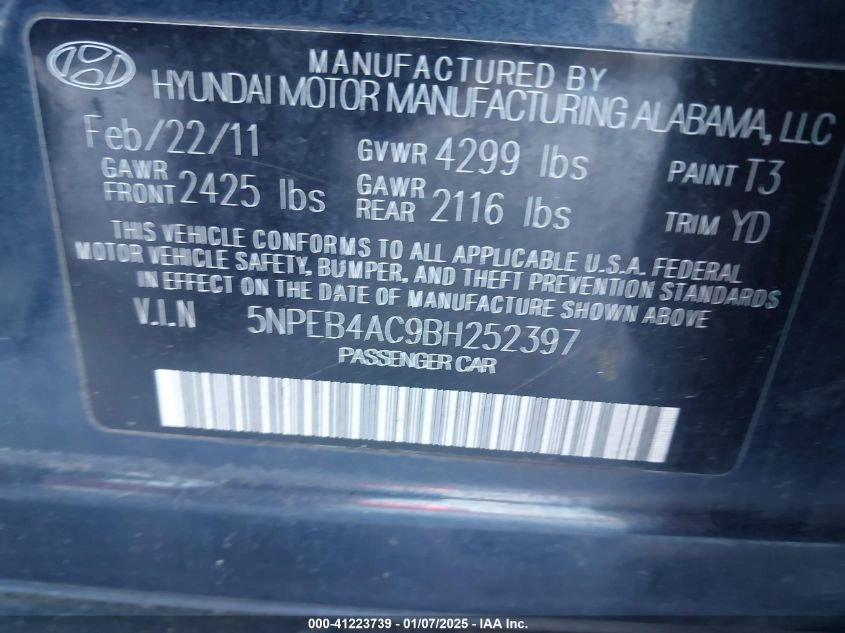 MANUFACTURED BY
HYUNDAI MOTOR MANUFACTURING ALABAMA, LLC
Feb/22/11 GVWR 4299 lbs PAINT T3
GAWR FRONT 2425 lbs GAWR REAR 2116 lbs TRIM YD
THIS VEHICLE CONFORMS TO ALL APPLICABLE U.S.A. FEDERAL
MOTOR VEHICLE SAFETY, BUMPER, AND THEFT PREVENTION STANDARDS
IN EFFECT ON THE DATE OF MANUFACTURE SHOWN ABOVE
V.I.N 5NPEB4AC9BH252397
PASSENGER CAR
000-41223739 — 01/07/2025 - IAA Inc.